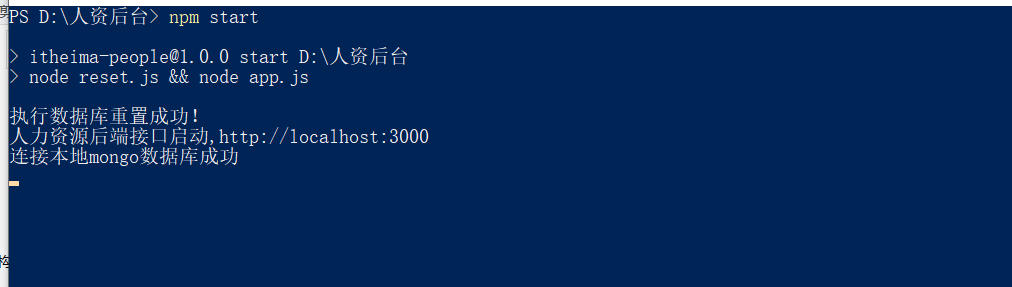 PS D:\人资后台> npm start
> itheima-people@1.0.0 start D:\人资后台
> node reset.js && node app.js
执行数据库重置成功!
人力资源后端接口启动,http://localhost:3000
连接本地mongo数据库成功
构